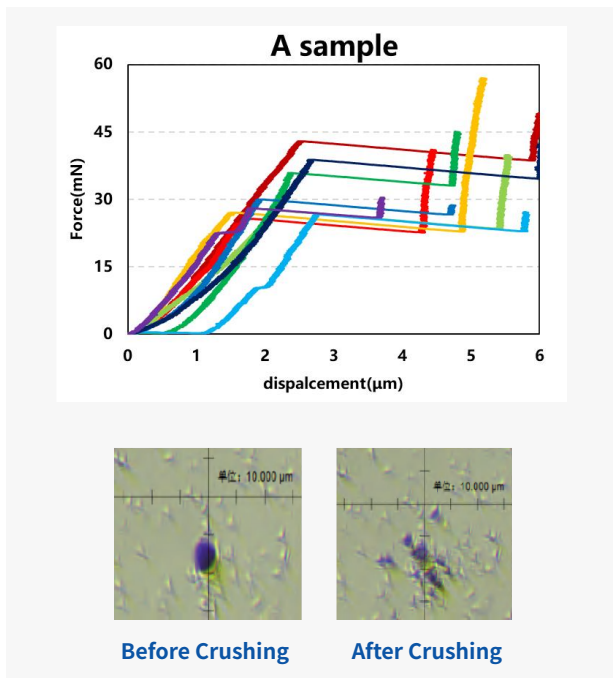 A sample
60
45
30
15
0
Force(mN)
0 1 2 3 4 5 6
dispalcement(μm)
单位: 10.000 μm
单位: 10.000 μm
Before Crushing
After Crushing